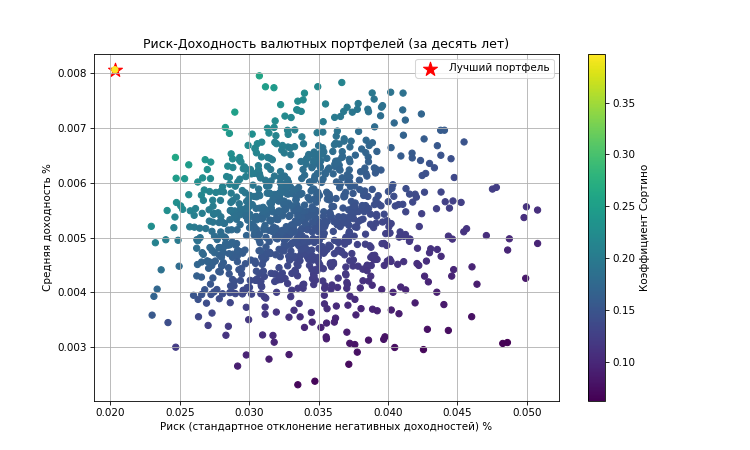 Риск-Доходность валютных портфелей (за десять лет)
Лучший портфель
Средняя доходность %
0.008
0.007
0.006
0.005
0.004
0.003
0.020 0.025 0.030 0.035 0.040 0.045 0.050
Риск (стандартное отклонение негативных доходностей) %
0.35
0.30
0.25
0.20
0.15
0.10
Коэффициент Сортино